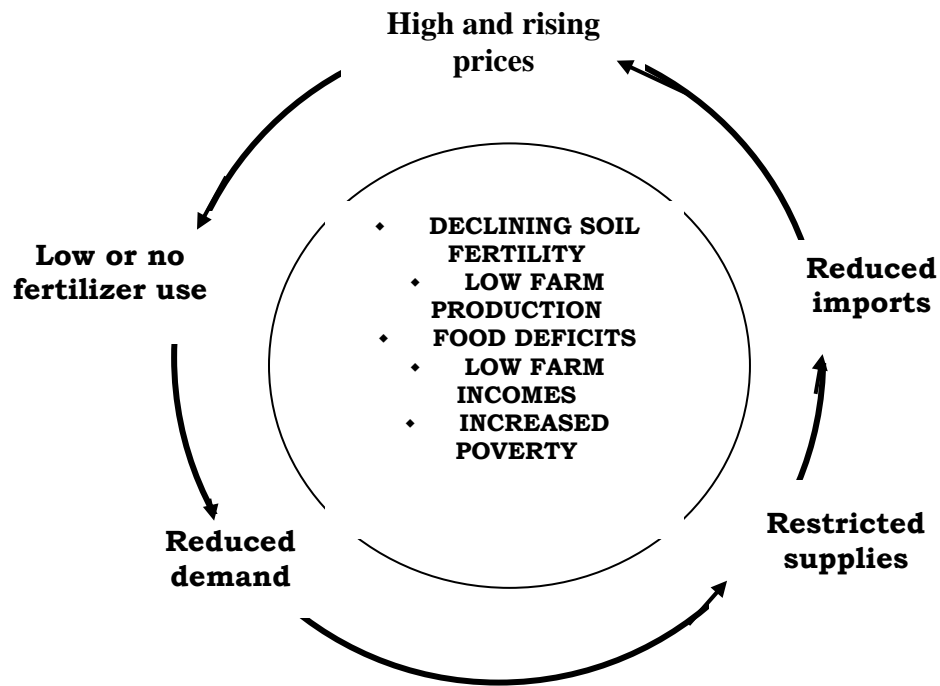 High and rising
prices
Low or no
fertilizer use
Reduced
demand
Restricted
supplies
Reduced
imports
◆ DECLINING SOIL
FERTILITY
◆ LOW FARM
PRODUCTION
◆ FOOD DEFICITS
◆ LOW FARM
INCOMES
◆ INCREASED
POVERTY